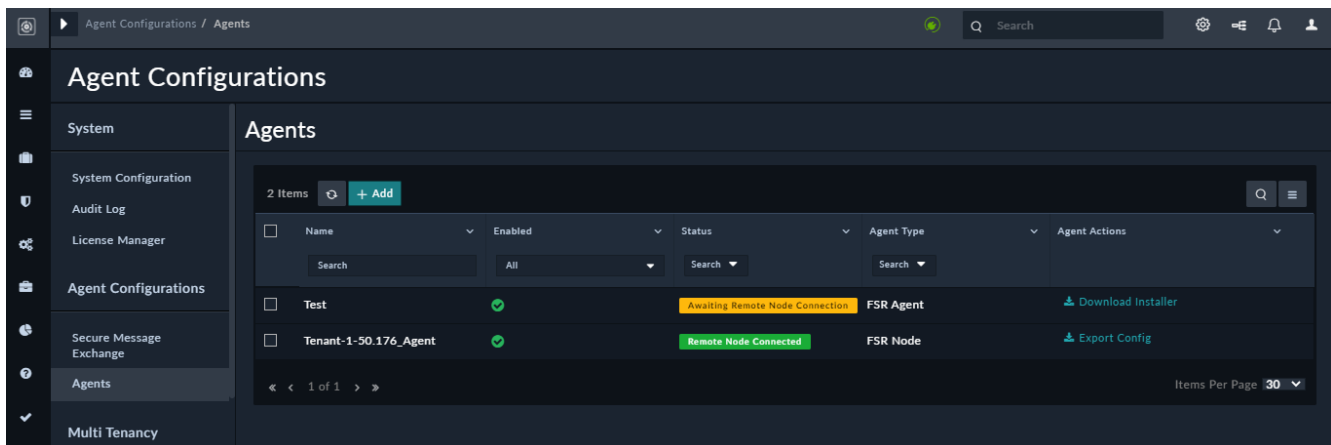 Agent Configurations / Agents
Search
Agent Configurations
System
System Configuration
Audit Log
License Manager
Agent Configurations
Secure Message
Exchange
Agents
Multi Tenancy
Agents
2 Items + Add
Name Enabled Status Agent Type Agent Actions
Search All Search Search
Test Awaiting Remote Node Connection FSR Agent Download Installer
Tenant-1-50.176_Agent Remote Node Connected FSR Node Export Config
« < 1 of 1 > » Items Per Page 30